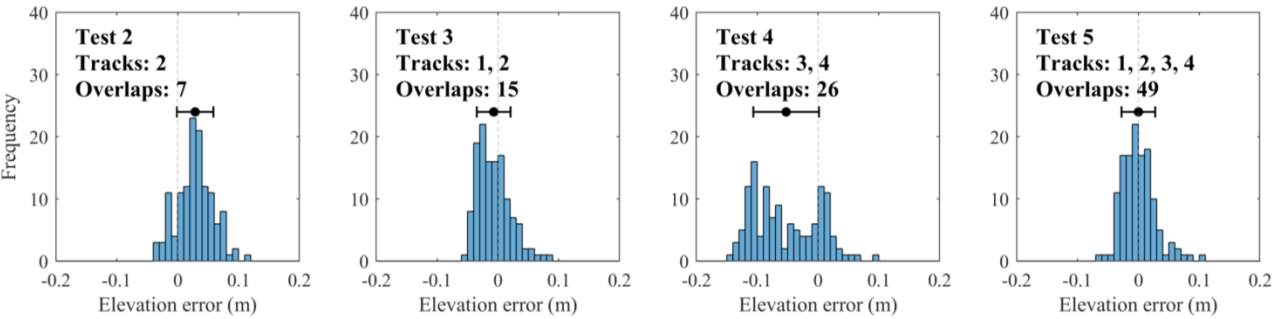 Test 2
Tracks: 2
Overlaps: 7
Frequency
40
30
20
10
0
-0.2
-0.1
0
0.1
0.2
Elevation error (m)
Test 3
Tracks: 1, 2
Overlaps: 15
40
30
20
10
0
-0.2
-0.1
0
0.1
0.2
Elevation error (m)
Test 4
Tracks: 3, 4
Overlaps: 26
40
30
20
10
0
-0.2
-0.1
0
0.1
0.2
Elevation error (m)
Test 5
Tracks: 1, 2, 3, 4
Overlaps: 49
40
30
20
10
0
-0.2
-0.1
0
0.1
0.2
Elevation error (m)